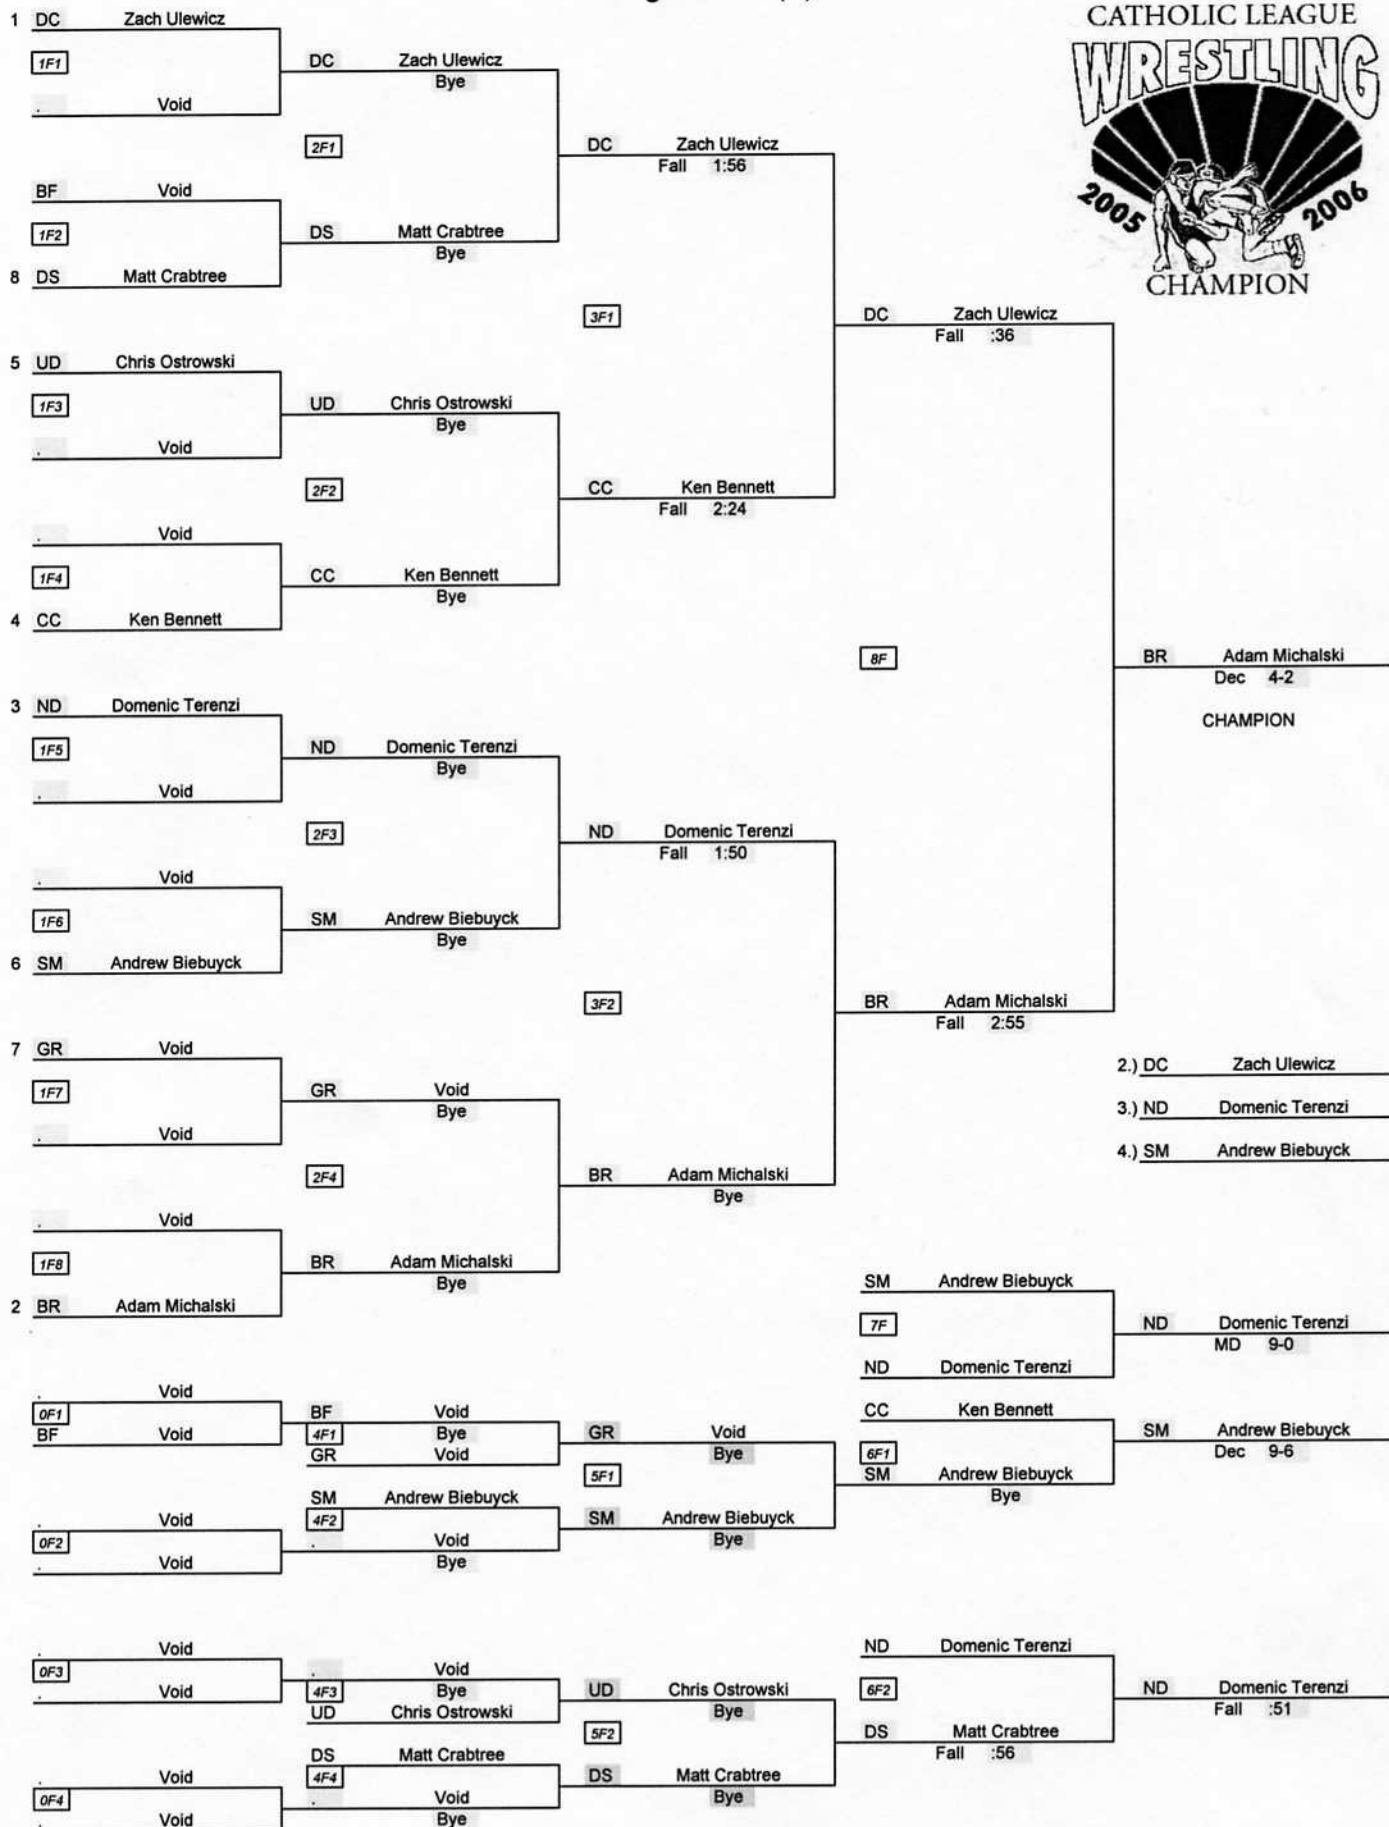 CATHOLIC LEAGUE
WRESTLING
2005 2006
CHAMPION
1 DC Zach Ulewicz
1F1 DC Zach Ulewicz
Bye
. Void
2F1 DC Zach Ulewicz
Fall 1:56
BF Void
1F2 DS Matt Crabtree
Bye
8 DS Matt Crabtree
3F1 DC Zach Ulewicz
Fall :36
5 UD Chris Ostrowski
1F3 UD Chris Ostrowski
Bye
. Void
2F2 CC Ken Bennett
Fall 2:24
. Void
1F4 CC Ken Bennett
Bye
4 CC Ken Bennett
8F BR Adam Michalski
Dec 4-2
CHAMPION
3 ND Domenic Terenzi
1F5 ND Domenic Terenzi
Bye
. Void
2F3 ND Domenic Terenzi
Fall 1:50
. Void
1F6 SM Andrew Biebuyck
Bye
6 SM Andrew Biebuyck
3F2 BR Adam Michalski
Fall 2:55
7 GR Void
1F7 GR Void
Bye
. Void
2F4 BR Adam Michalski
Bye
. Void
1F8 BR Adam Michalski
Bye
2 BR Adam Michalski
2.) DC Zach Ulewicz
3.) ND Domenic Terenzi
4.) SM Andrew Biebuyck
SM Andrew Biebuyck
7F ND Domenic Terenzi
MD 9-0
ND Domenic Terenzi
. Void
0F1 BF Void
BF Void 4F1 Bye
GR Void
GR Void
Bye
5F1
CC Ken Bennett
6F1 SM Andrew Biebuyck
Dec 9-6
SM Andrew Biebuyck
Bye
SM Andrew Biebuyck
4F2 SM Andrew Biebuyck
Bye
. Void
0F2 . Void
Bye
. Void
. Void
0F3 . Void
. Void 4F3 Bye
UD Chris Ostrowski
UD Chris Ostrowski
Bye
5F2
ND Domenic Terenzi
6F2 ND Domenic Terenzi
Fall :51
DS Matt Crabtree
Fall :56
DS Matt Crabtree
4F4 DS Matt Crabtree
Bye
. Void
0F4 . Void
Bye
. Void